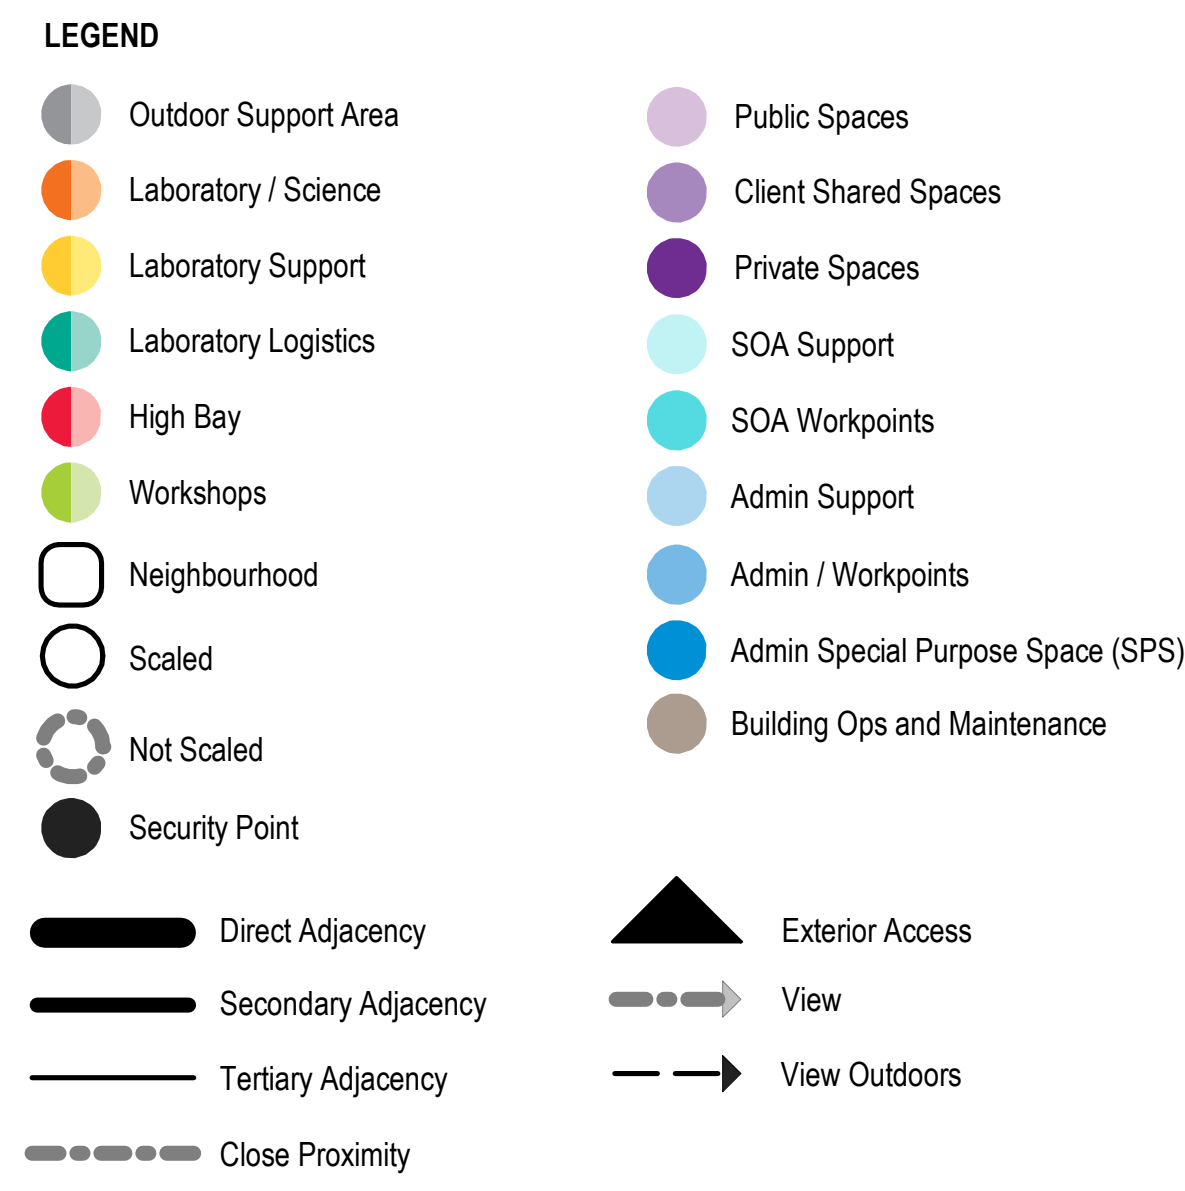 LEGEND
Outdoor Support Area
Laboratory / Science
Laboratory Support
Laboratory Logistics
High Bay
Workshops
Neighbourhood
Scaled
Not Scaled
Security Point
Public Spaces
Client Shared Spaces
Private Spaces
SOA Support
SOA Workpoints
Admin Support
Admin / Workpoints
Admin Special Purpose Space (SPS)
Building Ops and Maintenance
Direct Adjacency
Secondary Adjacency
Tertiary Adjacency
Close Proximity
Exterior Access
View
View Outdoors